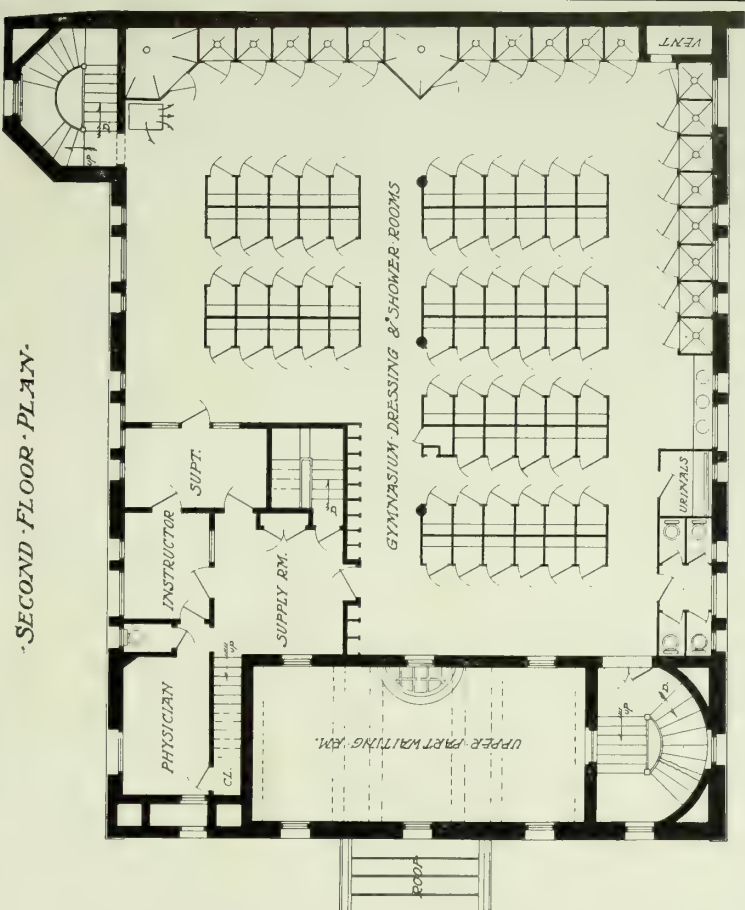 ·SECOND·FLOOR·PLAN·
VENT
D.
UP
GYMNASIUM·DRESSING & SHOWER·ROOMS
SUPT.
D.
URINALS
INSTRUCTOR
SUPPLY RM.
UP
PHYSICIAN
CL.
UPPER·PART WAITING·RM.
UP
D.
ROOF